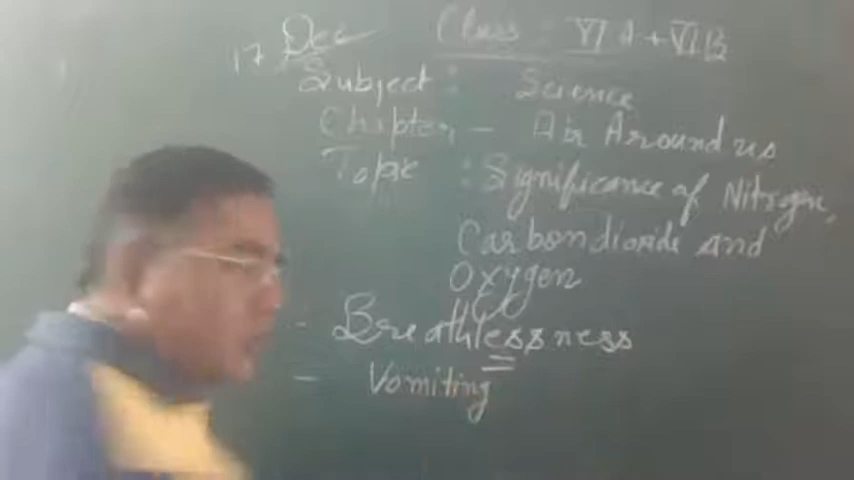 17 Dec Class : VI A + VI B
Subject : Science
Chapter - Air Around us
Topic : Significance of Nitrogen,
Carbondioxide and
Oxygen
- Breathlessness
- Vomiting